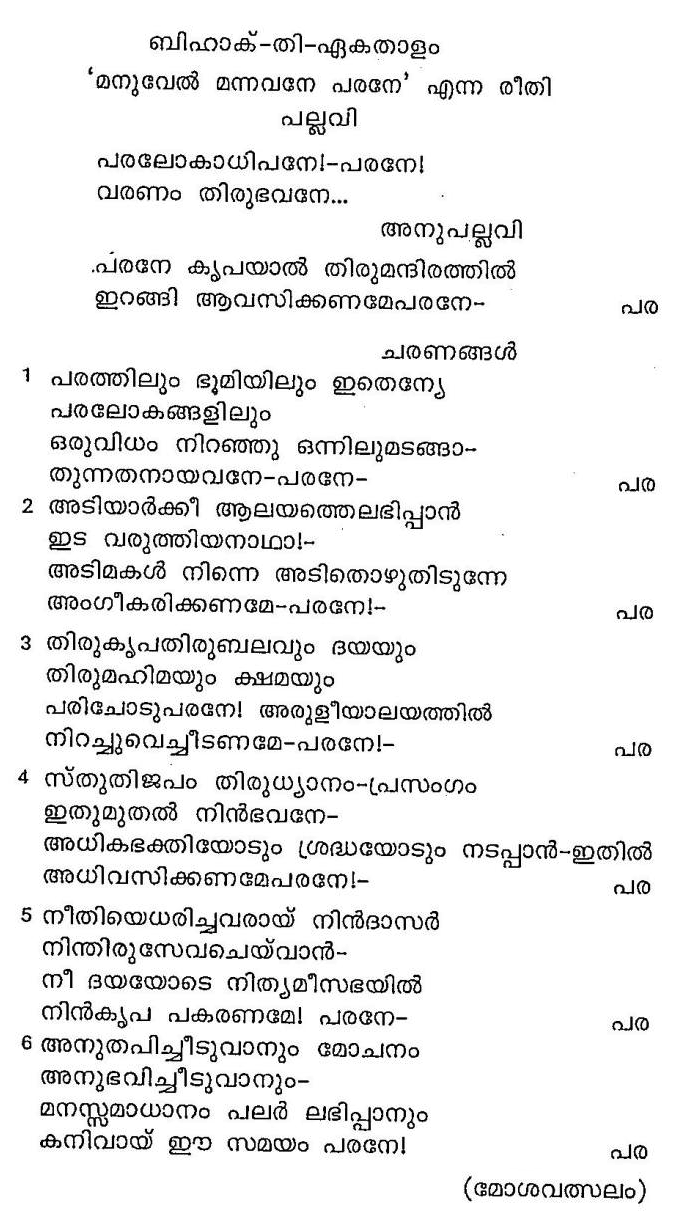 ബിഹാക്-തി-ഏകതാളം
‘മനുവേൽ മന്നവനേ പരനേ’ എന്ന രീതി
പല്ലവി
പരലോകാധിപനേ!-പരനേ!
വരണം തിരുഭവനേ...
അനുപല്ലവി
പരനേ കൃപയാൽ തിരുമന്ദിരത്തിൽ
ഇറങ്ങി ആവസിക്കണമേപരനേ- പര
ചരണങ്ങൾ
1 പരത്തിലും ഭൂമിയിലും ഇതെന്യേ
പരലോകങ്ങളിലും
ഒരുവിധം നിറഞ്ഞു ഒന്നിലുമടങ്ങാ-
തുന്നതനായവനേ-പരനേ- പര
2 അടിയാർക്കീ ആലയത്തെലഭിപ്പാൻ
ഇട വരുത്തിയനാഥാ!-
അടിമകൾ നിന്നെ അടിതൊഴുതിടുന്നേ
അംഗീകരിക്കണമേ-പരനേ!- പര
3 തിരുകൃപതിരുബലവും ദയയും
തിരുമഹിമയും ക്ഷമയും
പരിചോടുപരനേ! അരുളീയാലയത്തിൽ
നിറച്ചുവെച്ചീടണമേ-പരനേ!- പര
4 സ്തുതിജപം തിരുധ്യാനം-പ്രസംഗം
ഇതുമുതൽ നിൻഭവനേ-
അധികഭക്തിയോടും ശ്രദ്ധയോടും നടപ്പാൻ-ഇതിൽ
അധിവസിക്കണമേപരനേ!- പര
5 നീതിയെധരിച്ചവരായ് നിൻദാസർ
നിന്തിരുസേവചെയ്‌വാൻ-
നീ ദയയോടെ നിത്യമീസഭയിൽ
നിൻകൃപ പകരണമേ! പരനേ- പര
6 അനുതപിച്ചീടുവാനും മോചനം
അനുഭവിച്ചീടുവാനും-
മനസ്സമാധാനം പലർ ലഭിപ്പാനും
കനിവായ് ഈ സമയം പരനേ! പര
(മോശവത്സലം)